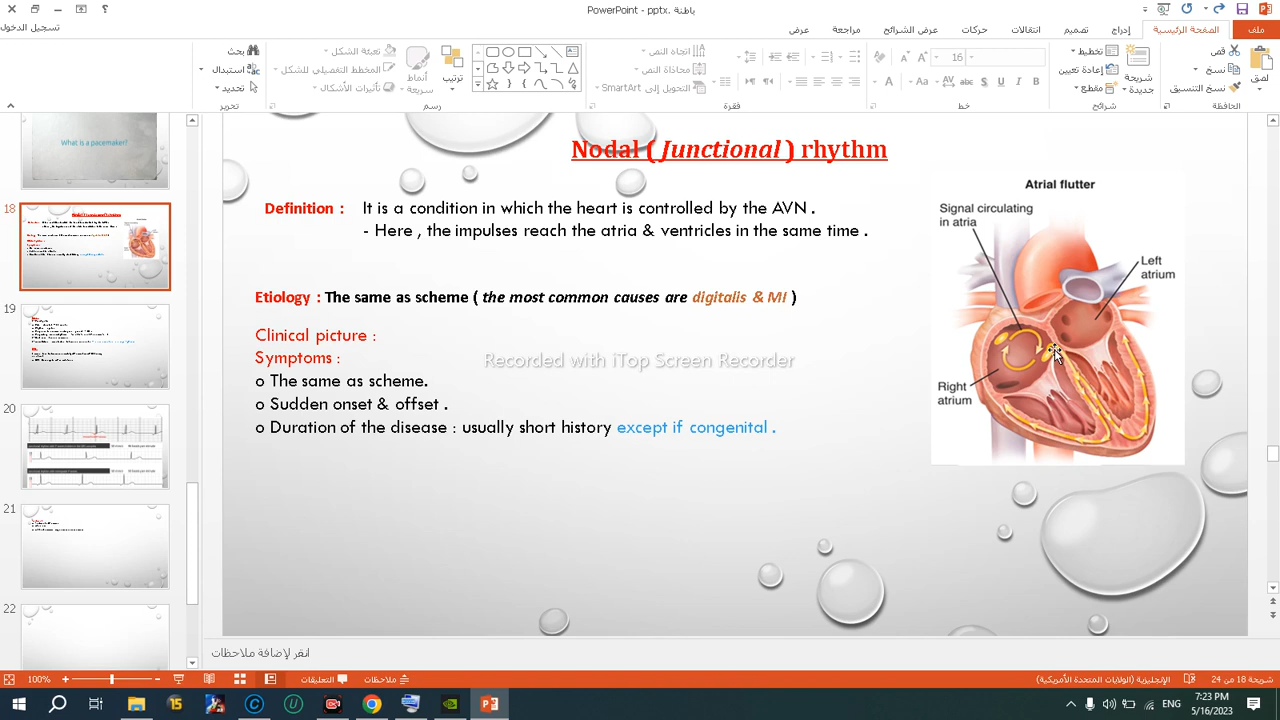 PowerPoint - pptx. باطنة
تسجيل الدخول
ملف
الصفحة الرئيسية
إدراج
تصميم
انتقالات
حركات
عرض الشرائح
مراجعة
عرض
لصق
قص
نسخ
نسخ التنسيق
الحافظة
شريحة جديدة
تخطيط
إعادة تعيين
مقطع
شرائح
16
خط
اتجاه النص
محاذاة النص
التحويل إلى SmartArt
فقرة
ترتيب
أنماط سريعة
تعبئة الشكل
المخطط التفصيلي للشكل
تأثيرات الأشكال
رسم
بحث
استبدال
تحديد
تحرير
What is a pacemaker?
18
19
20
21
22
Nodal ( Junctional ) rhythm
Definition : It is a condition in which the heart is controlled by the AVN .
- Here , the impulses reach the atria & ventricles in the same time .
Etiology : The same as scheme ( the most common causes are digitalis & MI )
Clinical picture :
Symptoms :
o The same as scheme.
o Sudden onset & offset .
o Duration of the disease : usually short history except if congenital .
Atrial flutter
Signal circulating
in atria
Left
atrium
Right
atrium
Recorded with iTop Screen Recorder
انقر لإضافة ملاحظات
شريحة 18 من 24
الإنجليزية (الولايات المتحدة الأمريكية)
ملاحظات
التعليقات
100%
ENG
7:23 PM
5/16/2023